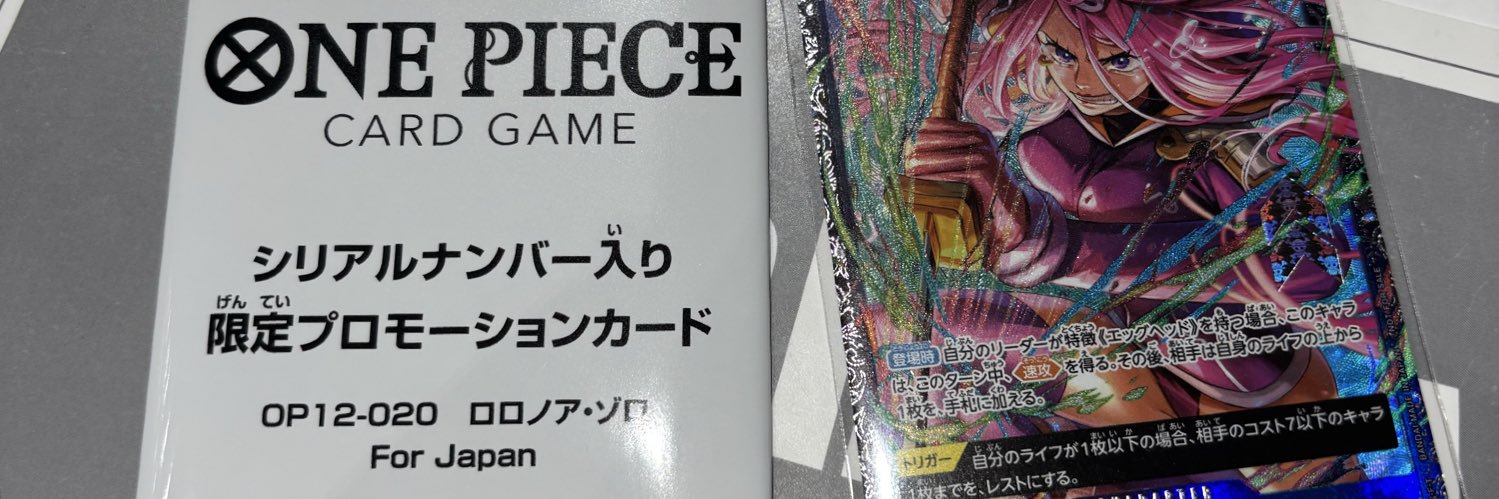 ONE PIECE
CARD GAME
シリアルナンバー入り
限定プロモーションカード
OP12-020 ロロノア・ゾロ
For Japan
登場時 自分のリーダーが特徴《エッグヘッド》を持つ場合、このキャラ
は、このターン中、速攻を得る。その後、相手は自身のライフの上から
1枚を、手札に加える。
トリガー 自分のライフが1枚以下の場合、相手のコスト7以下のキャラ
1枚までを、レストにする。
CHARACTER